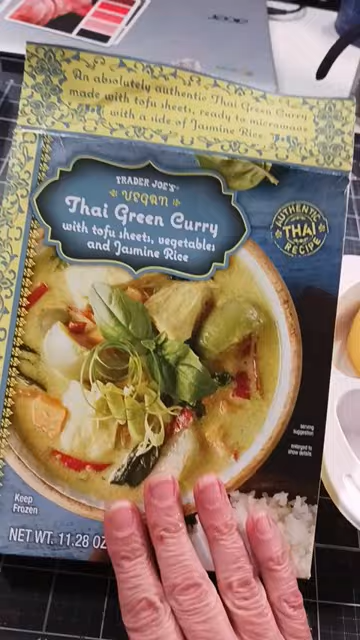 An absolutely authentic Thai Green Curry
made with tofu sheets, ready to microwave
with a side of Jasmine Rice
TRADER JOE'S
VEGAN
Thai Green Curry
with tofu sheets, vegetables
and Jasmine Rice
AUTHENTIC
THAI
RECIPE
serving
suggestion
enlarged to
show details
Keep
Frozen
NET WT. 11.28 OZ